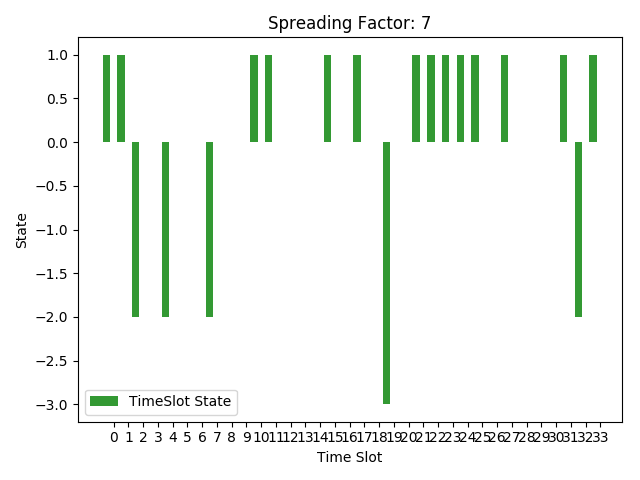 Spreading Factor: 7
1.0
0.5
0.0
−0.5
−1.0
−1.5
−2.0
−2.5
−3.0
State
TimeSlot State
0 1 2 3 4 5 6 7 8 9 10 11 12 13 14 15 16 17 18 19 20 21 22 23 24 25 26 27 28 29 30 31 32 33
Time Slot